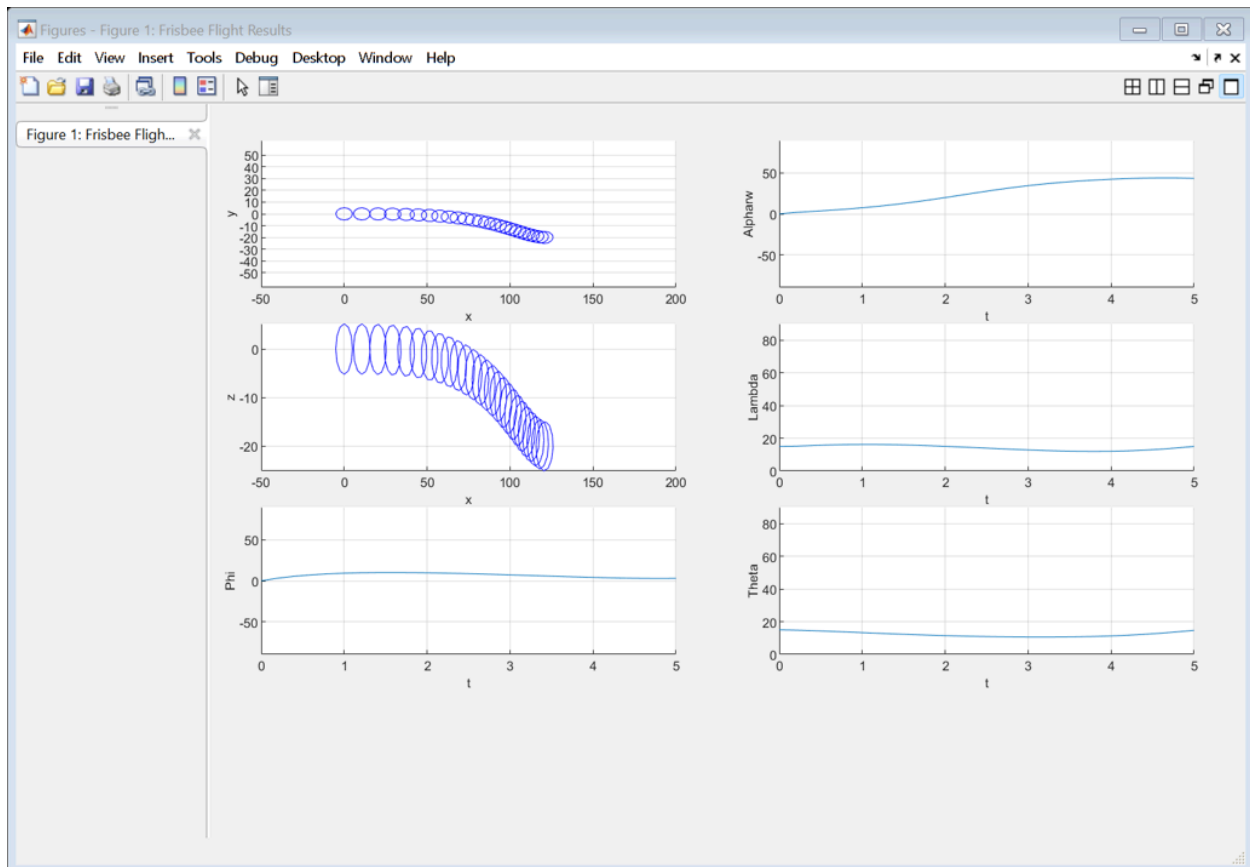 Figures - Figure 1: Frisbee Flight Results
File Edit View Insert Tools Debug Desktop Window Help
Figure 1: Frisbee Fligh...
50
40
30
20
10
0
-10
-20
-30
-40
-50
y
-50 0 50 100 150 200
x
50
0
-50
Alpharw
0 1 2 3 4 5
t
0
-10
-20
z
-50 0 50 100 150 200
x
80
60
40
20
0
Lambda
0 1 2 3 4 5
t
50
0
-50
Phi
0 1 2 3 4 5
t
80
60
40
20
0
Theta
0 1 2 3 4 5
t